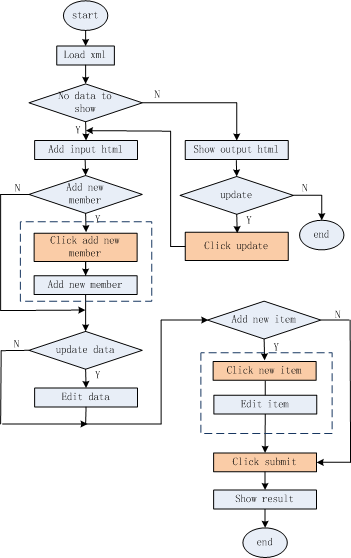 start
Load xml
No data to
show
N
Y
Add input html
Show output html
Add new
member
N
Y
update
N
Y
end
Click add new
member
Click update
Add new member
update data
N
Y
Edit data
Add new item
N
Y
Click new item
Edit item
Click submit
Show result
end